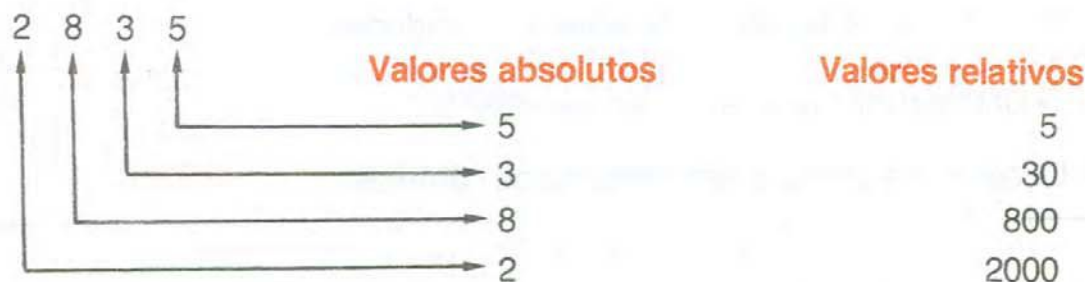 2 8 3 5
Valores absolutos Valores relativos
5 5
3 30
8 800
2 2000